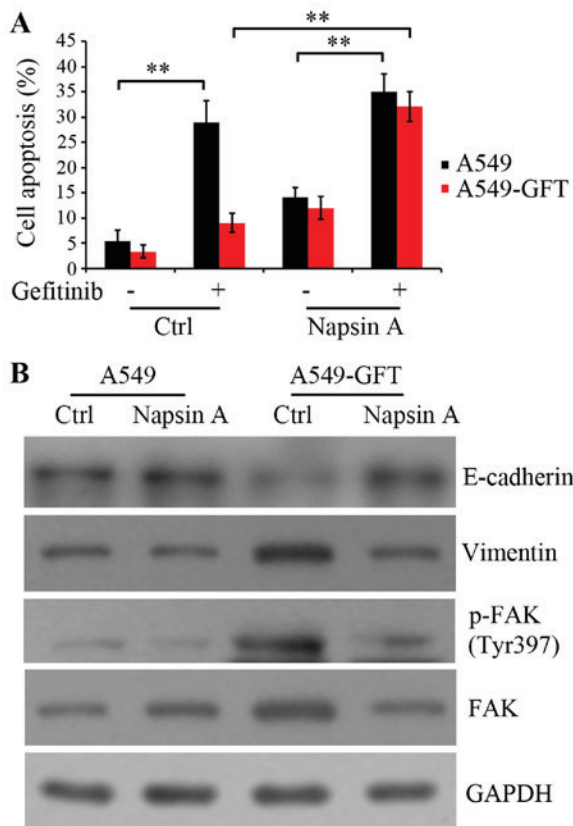 A
**
**
**
Cell apoptosis (%)
45
40
35
30
25
20
15
10
5
0
A549
A549-GFT
Gefitinib - + - +
Ctrl Napsin A
B
A549 A549-GFT
Ctrl Napsin A Ctrl Napsin A
E-cadherin
Vimentin
p-FAK
(Tyr397)
FAK
GAPDH